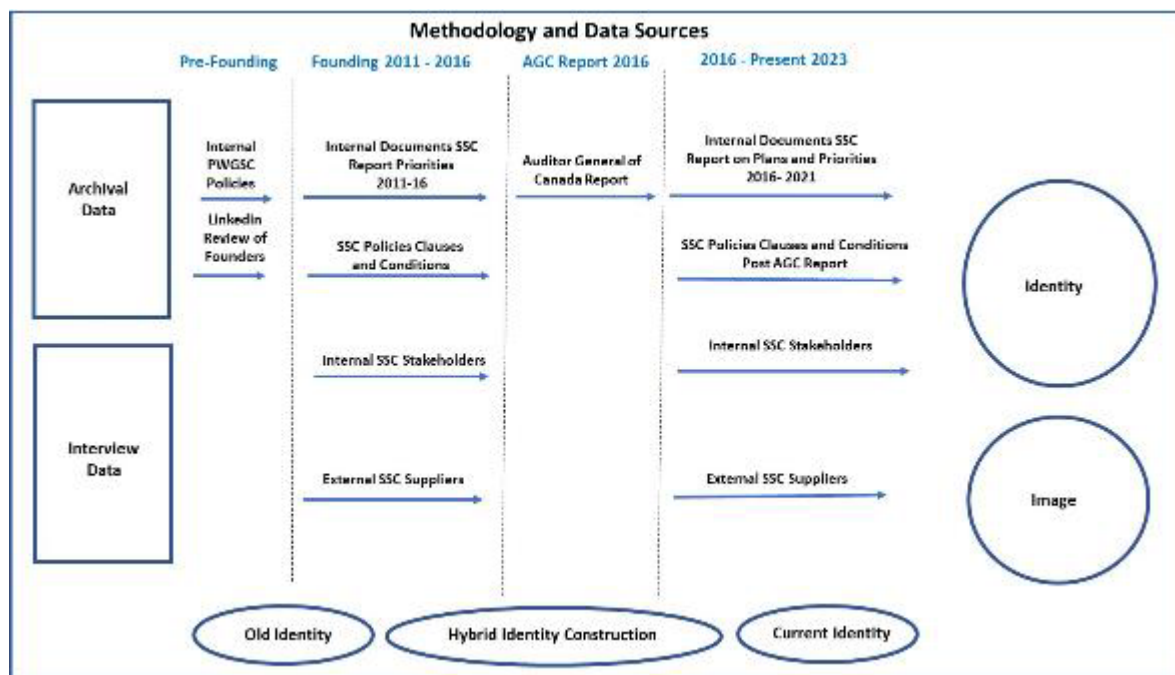 Methodology and Data Sources
Pre-Founding
Founding 2011 - 2016
AGC Report 2016
2016 - Present 2023
Archival
Data
Internal
PWGSC
Policies
LinkedIn
Review of
Founders
Internal Documents SSC
Report Priorities
2011-16
SSC Policies Clauses
and Conditions
Auditor General of
Canada Report
Internal Documents SSC
Report on Plans and Priorities
2016- 2021
SSC Policies Clauses and Conditions
Post AGC Report
Identity
Interview
Data
Internal SSC Stakeholders
Internal SSC Stakeholders
External SSC Suppliers
External SSC Suppliers
Image
Old Identity
Hybrid Identity Construction
Current Identity